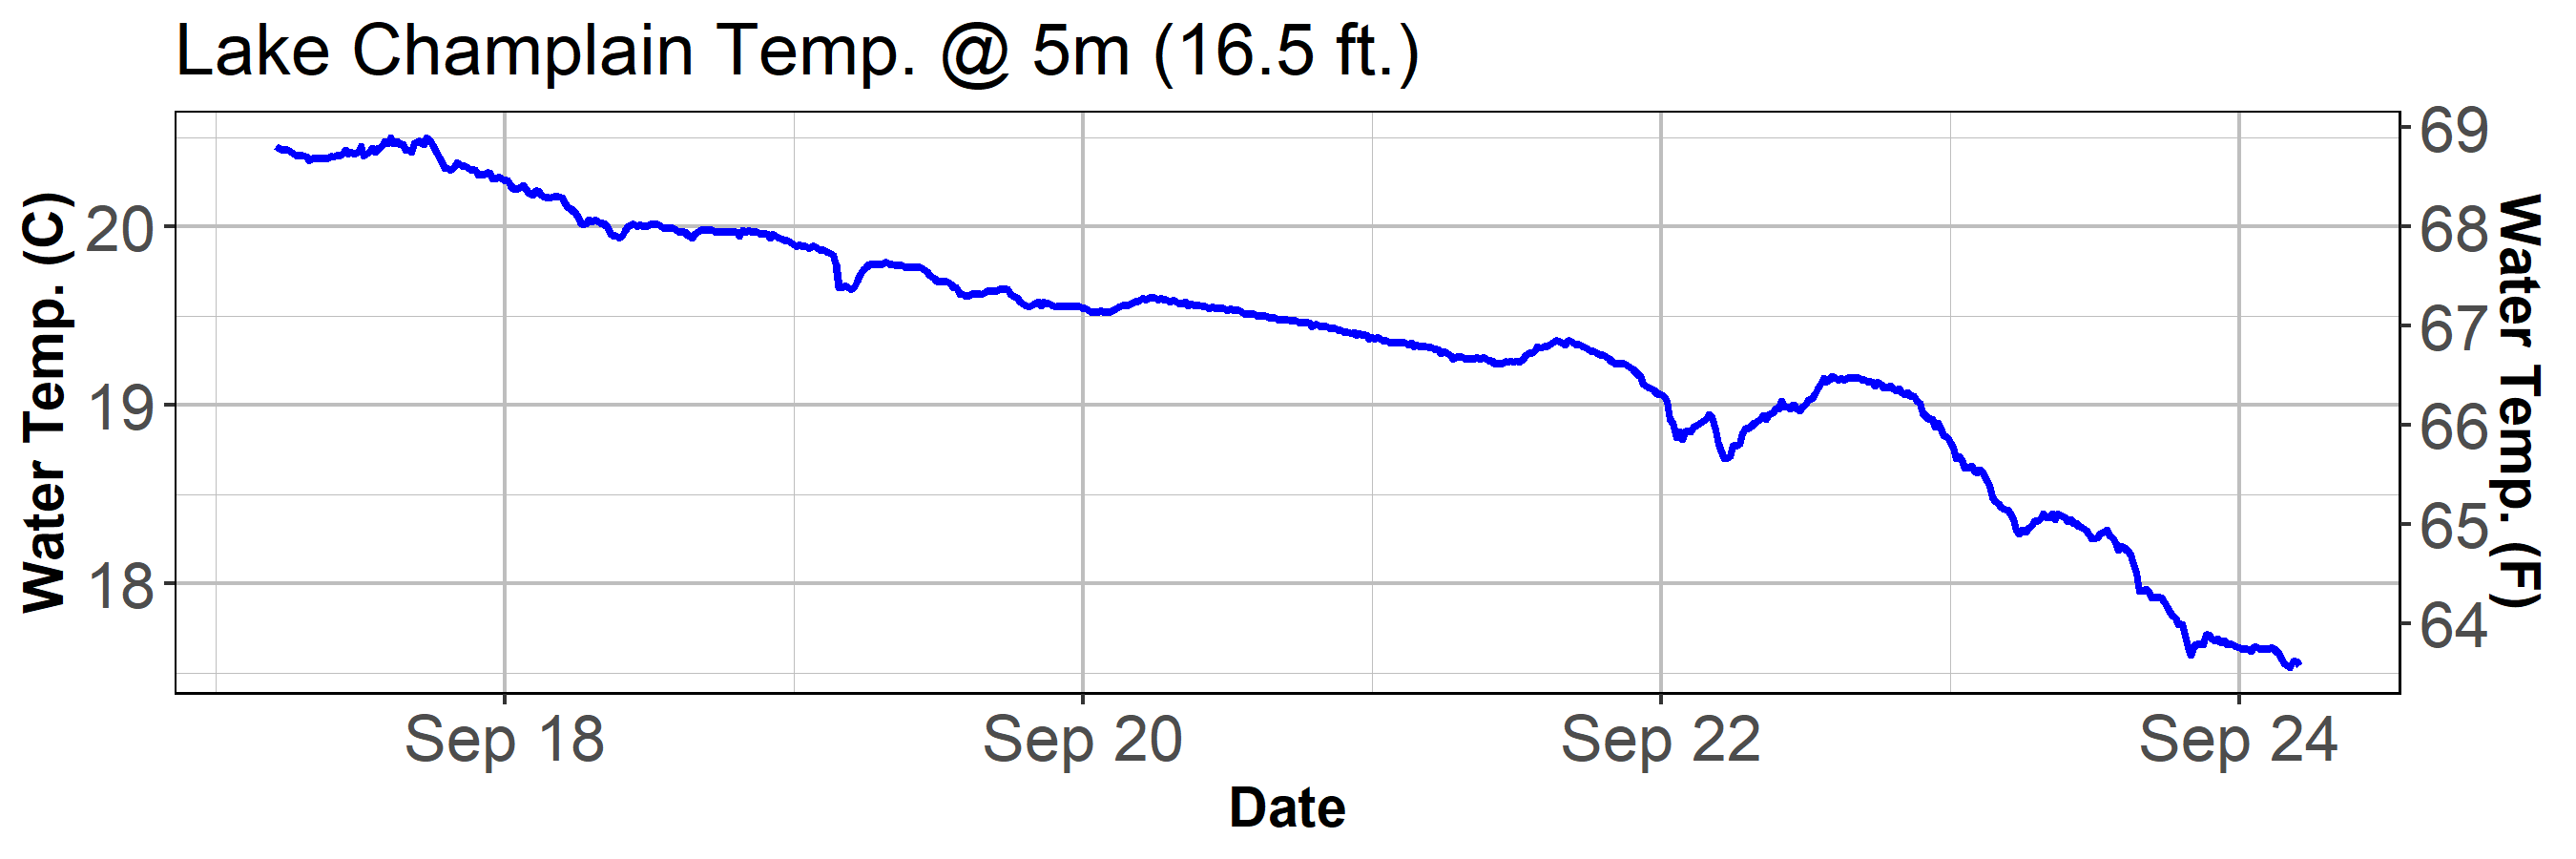 Lake Champlain Temp. @ 5m (16.5 ft.)
Water Temp. (C)
20
19
18
69
68
67
66
65
64
Water Temp. (F)
Sep 18
Sep 20
Sep 22
Sep 24
Date